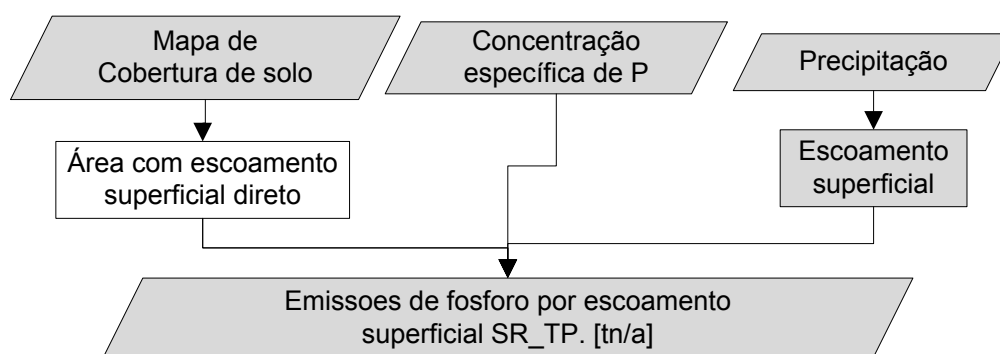 Mapa de
Cobertura de solo
Concentração
específica de P
Precipitação
Área com escoamento
superficial direto
Escoamento
superficial
Emissoes de fosforo por escoamento
superficial SR_TP. [tn/a]